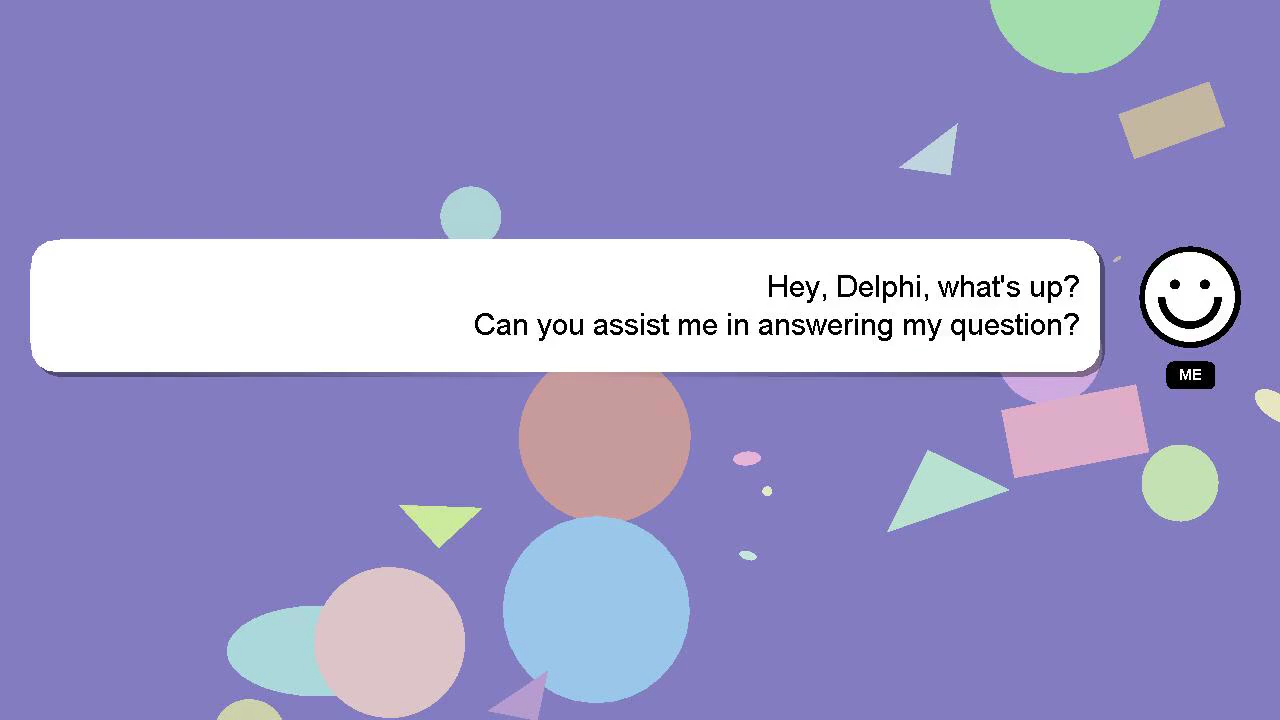 Hey, Delphi, what's up?
Can you assist me in answering my question?
ME